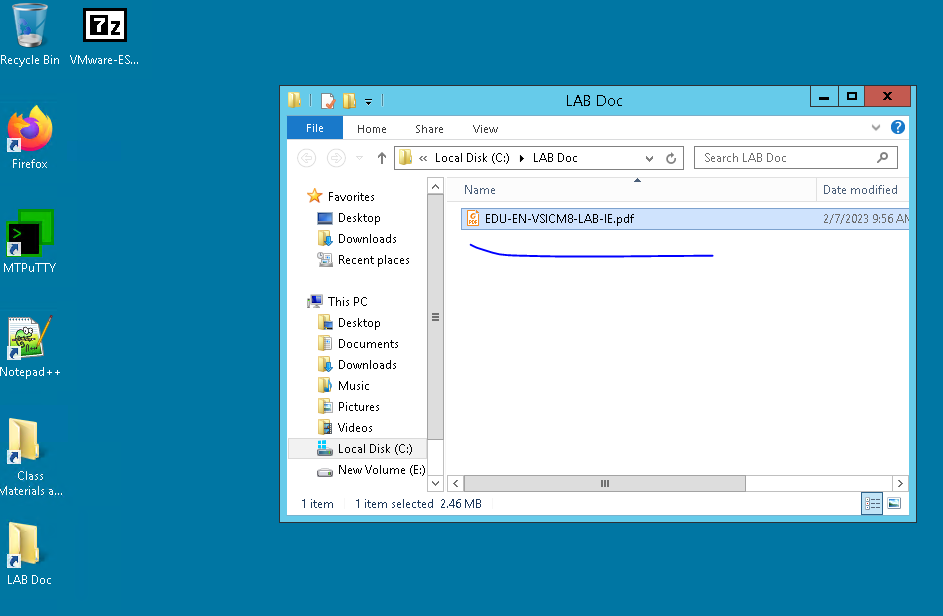 Recycle Bin
7z
VMware-ES...
Firefox
MTPuTTY
Notepad++
Class
Materials a...
LAB Doc
LAB Doc
File Home Share View
« Local Disk (C:) LAB Doc
Search LAB Doc
Favorites
Desktop
Downloads
Recent places
This PC
Desktop
Documents
Downloads
Music
Pictures
Videos
Local Disk (C:)
New Volume (E:)
Name Date modified
EDU-EN-VSICM8-LAB-IE.pdf 2/7/2023 9:56 AM
1 item 1 item selected 2.46 MB